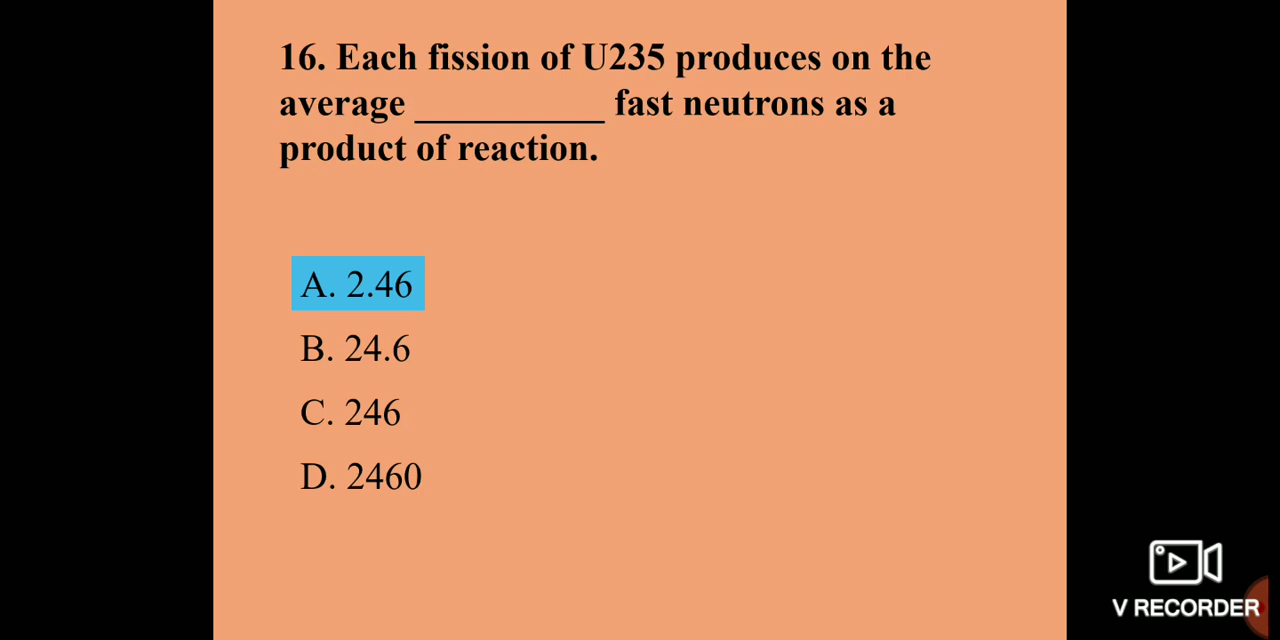 16. Each fission of U235 produces on the
average __________ fast neutrons as a
product of reaction.
A. 2.46
B. 24.6
C. 246
D. 2460
V RECORDER